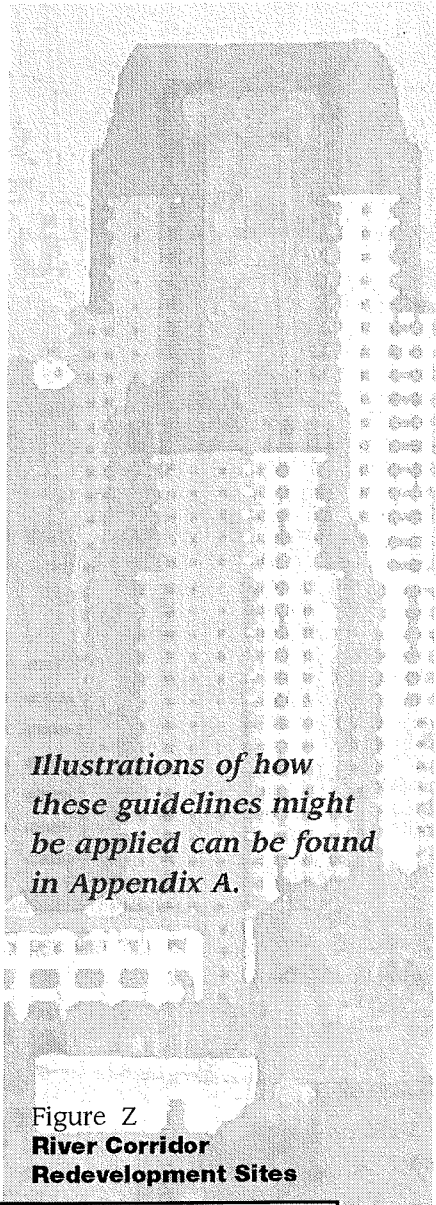 Illustrations of how
these guidelines might
be applied can be found
in Appendix A.
Figure Z
River Corridor
Redevelopment Sites